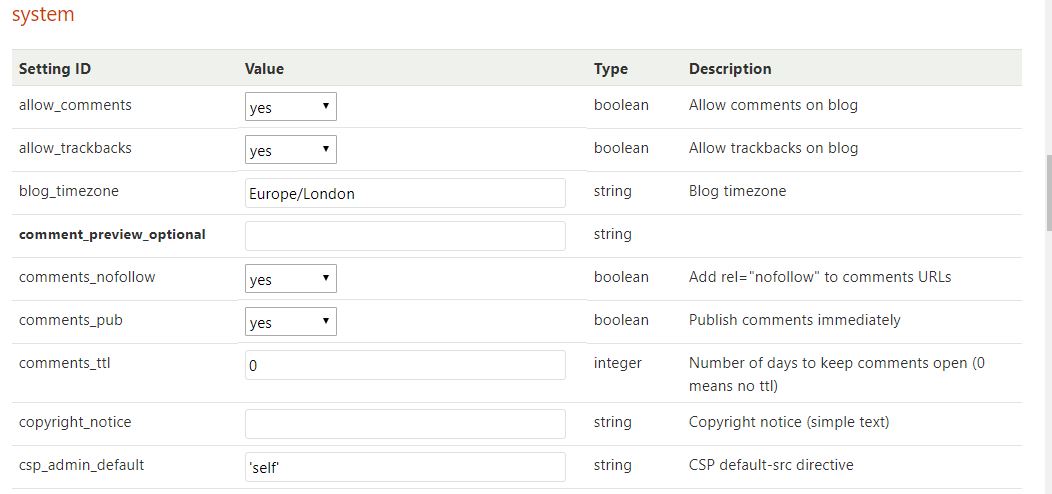 system
Setting ID Value Type Description
allow_comments yes boolean Allow comments on blog
allow_trackbacks yes boolean Allow trackbacks on blog
blog_timezone Europe/London string Blog timezone
comment_preview_optional string
comments_nofollow yes boolean Add rel="nofollow" to comments URLs
comments_pub yes boolean Publish comments immediately
comments_ttl 0 integer Number of days to keep comments open (0
means no ttl)
copyright_notice string Copyright notice (simple text)
csp_admin_default 'self' string CSP default-src directive